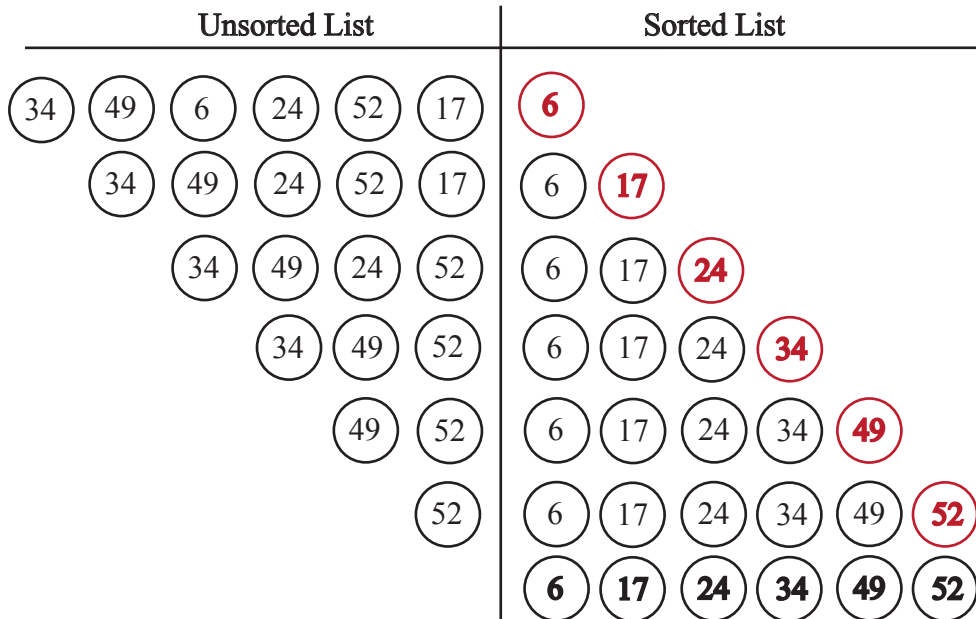 Unsorted List Sorted List
34 49 6 24 52 17 6
34 49 24 52 17 6 17
34 49 24 52 6 17 24
34 49 52 6 17 24 34
49 52 6 17 24 34 49
52 6 17 24 34 49 52
6 17 24 34 49 52